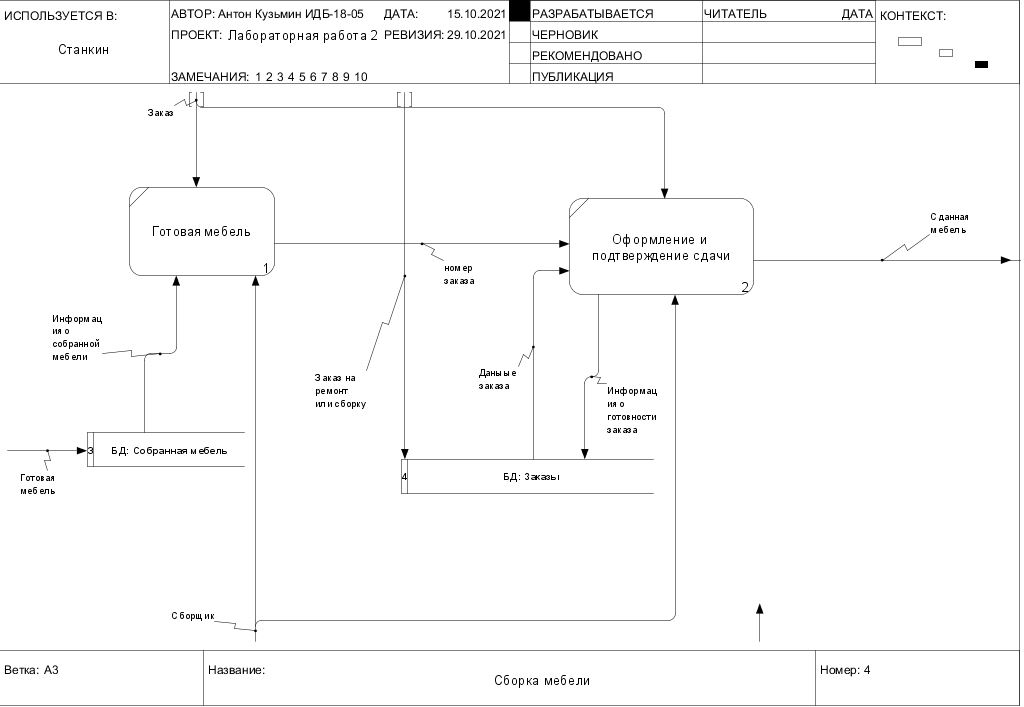 ИСПОЛЬЗУЕТСЯ В:
Станкин
АВТОР: Антон Кузьмин ИДБ-18-05 ДАТА: 15.10.2021
ПРОЕКТ: Лабораторная работа 2 РЕВИЗИЯ: 29.10.2021
ЗАМЕЧАНИЯ: 1 2 3 4 5 6 7 8 9 10
РАЗРАБАТЫВАЕТСЯ
ЧЕРНОВИК
РЕКОМЕНДОВАНО
ПУБЛИКАЦИЯ
ЧИТАТЕЛЬ ДАТА
КОНТЕКСТ:
Заказ
Готовая мебель
1
Оформление и
подтверждение сдачи
2
Сданная
мебель
номер
заказа
Информац
ия о
собранной
мебели
Заказ на
ремонт
или сборку
Данные
заказа
Информац
ия о
готовности
заказа
3 БД: Собранная мебель
Готовая
мебель
4 БД: Заказы
Сборщик
Ветка: A3
Название:
Сборка мебели
Номер: 4